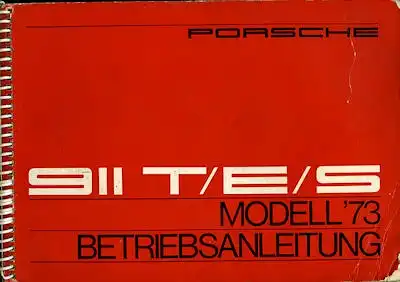 PORSCHE
911 T/E/S
MODELL '73
BETRIEBSANLEITUNG